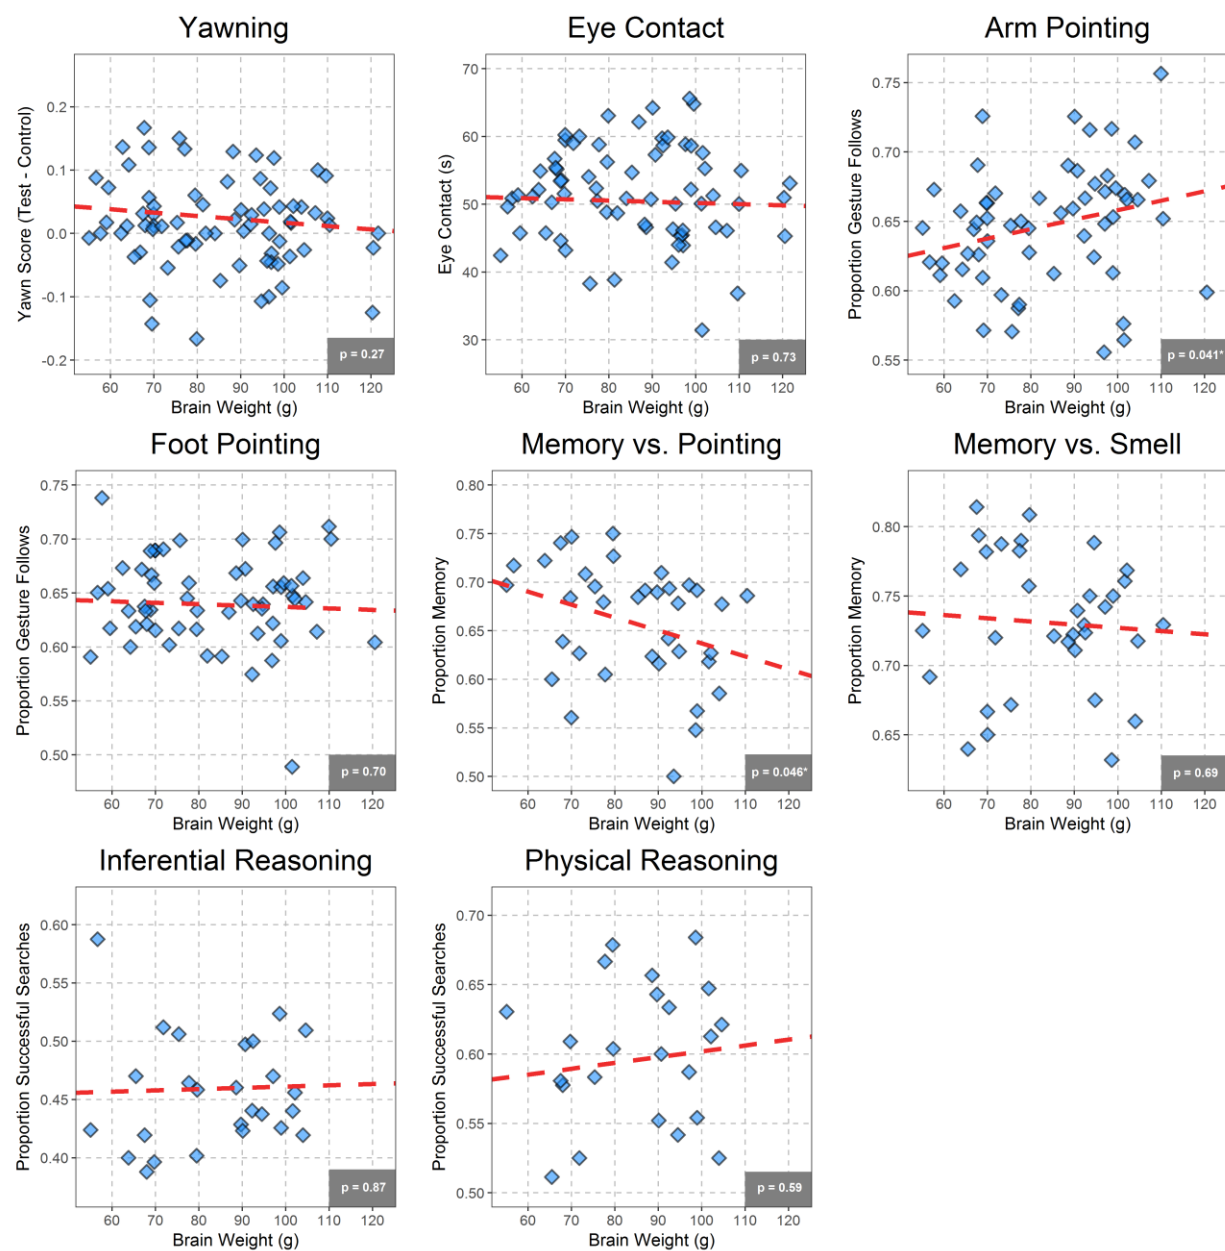 Yawning
Yawn Score (Test - Control)
0.2
0.1
0.0
-0.1
-0.2
p = 0.27
60 70 80 90 100 110 120
Brain Weight (g)
Eye Contact
Eye Contact (s)
70
60
50
40
30
p = 0.73
60 70 80 90 100 110 120
Brain Weight (g)
Arm Pointing
Proportion Gesture Follows
0.75
0.70
0.65
0.60
0.55
p = 0.041*
60 70 80 90 100 110 120
Brain Weight (g)
Foot Pointing
Proportion Gesture Follows
0.75
0.70
0.65
0.60
0.55
0.50
p = 0.70
60 70 80 90 100 110 120
Brain Weight (g)
Memory vs. Pointing
Proportion Memory
0.80
0.75
0.70
0.65
0.60
0.55
0.50
p = 0.046*
60 70 80 90 100 110 120
Brain Weight (g)
Memory vs. Smell
Proportion Memory
0.80
0.75
0.70
0.65
p = 0.69
60 70 80 90 100 110 120
Brain Weight (g)
Inferential Reasoning
Proportion Successful Searches
0.60
0.55
0.50
0.45
0.40
p = 0.87
60 70 80 90 100 110 120
Brain Weight (g)
Physical Reasoning
Proportion Successful Searches
0.70
0.65
0.60
0.55
0.50
p = 0.59
60 70 80 90 100 110 120
Brain Weight (g)